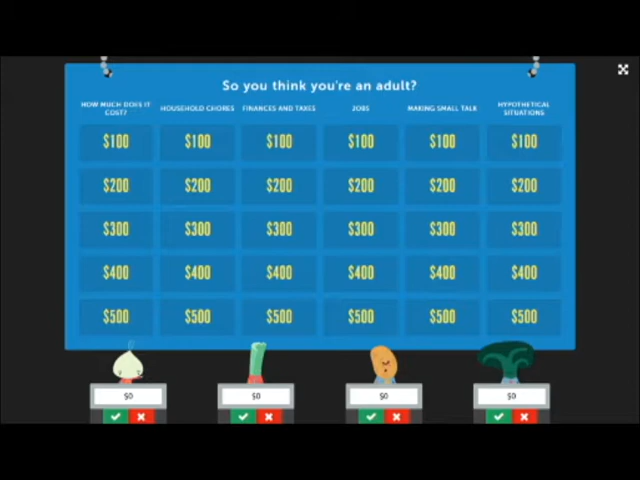 So you think you're an adult?
HOW MUCH DOES IT COST? HOUSEHOLD CHORES FINANCES AND TAXES JOBS MAKING SMALL TALK HYPOTHETICAL SITUATIONS
$100 $100 $100 $100 $100 $100
$200 $200 $200 $200 $200 $200
$300 $300 $300 $300 $300 $300
$400 $400 $400 $400 $400 $400
$500 $500 $500 $500 $500 $500
$0 $0 $0 $0